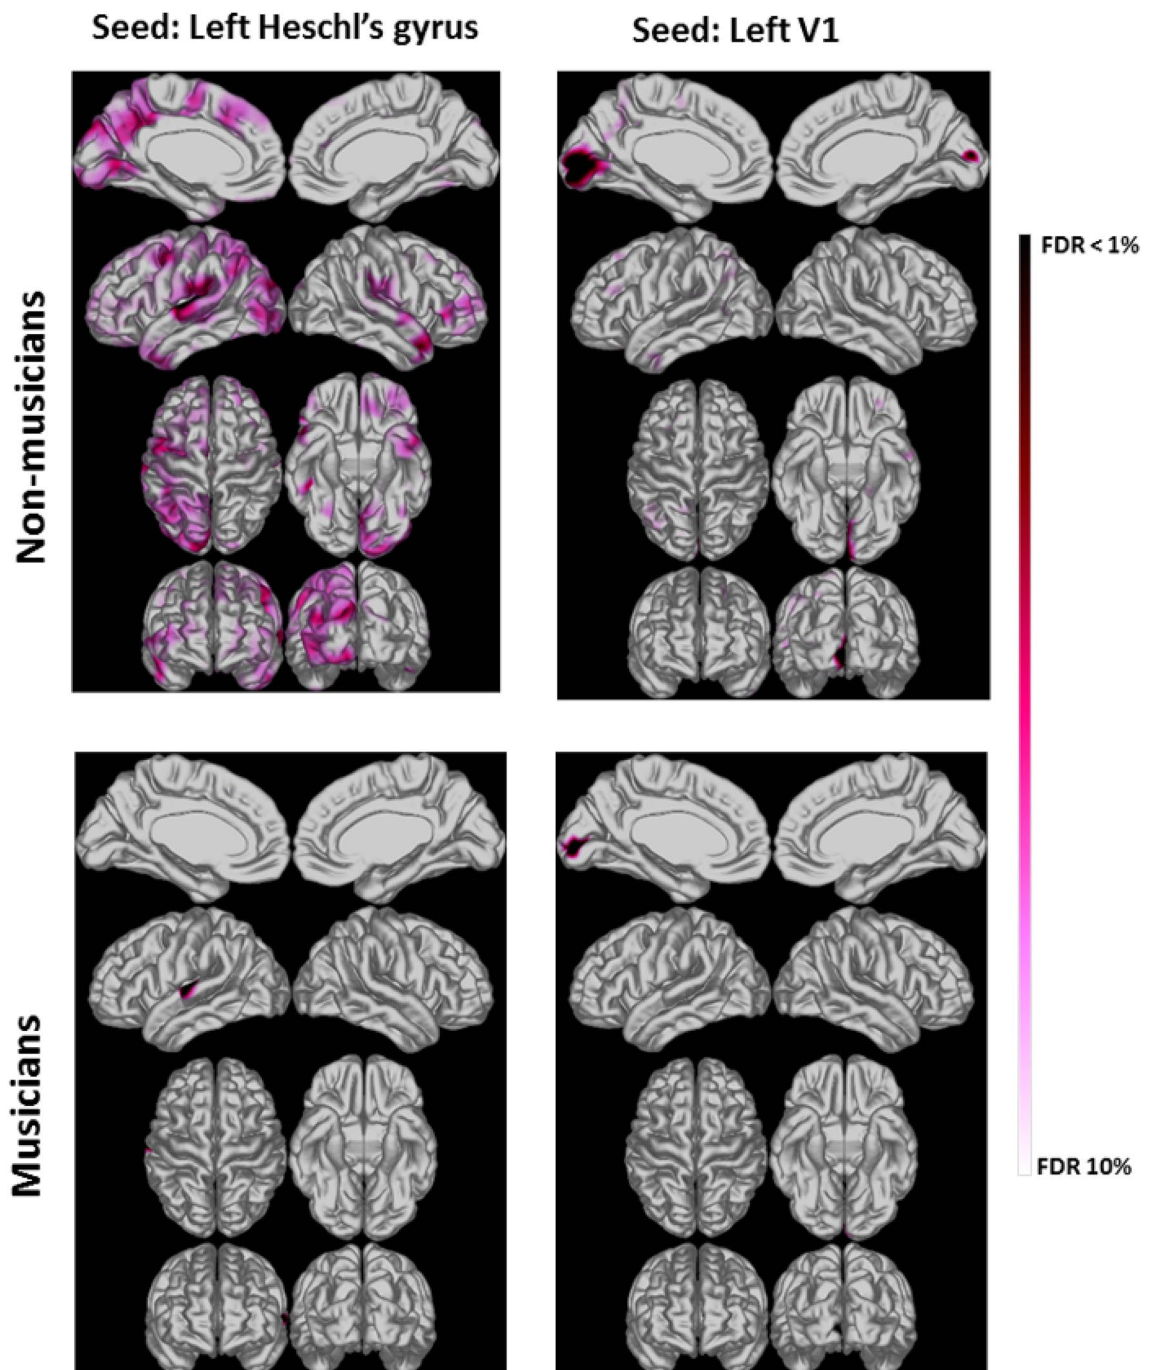 Seed: Left Heschl's gyrus
Seed: Left V1
Non-musicians
FDR < 1%
FDR 10%
Musicians